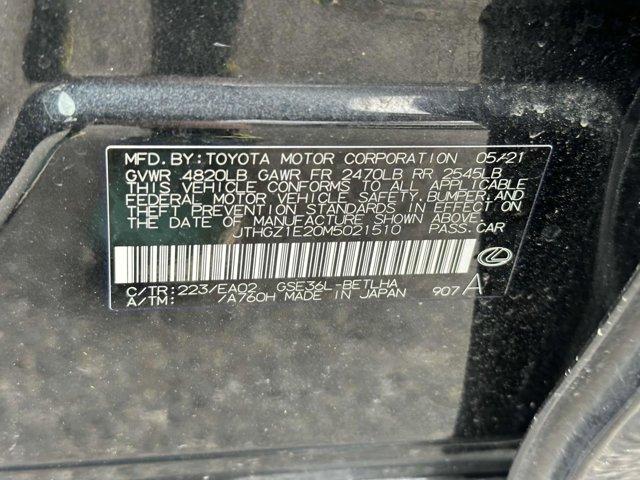 MFD. BY: TOYOTA MOTOR CORPORATION 05/21
GVWR 4820LB GAWR FR 2470LB RR 2545LB
THIS VEHICLE CONFORMS TO ALL APPLICABLE
FEDERAL MOTOR VEHICLE SAFETY, BUMPER, AND
THEFT PREVENTION STANDARDS IN EFFECT ON
THE DATE OF MANUFACTURE SHOWN ABOVE.
JTHGZ1E20M5021510 PASS. CAR
C/TR: 223/EA02 GSE36L-BETLHA
A/TM: /A760H MADE IN JAPAN 907 A